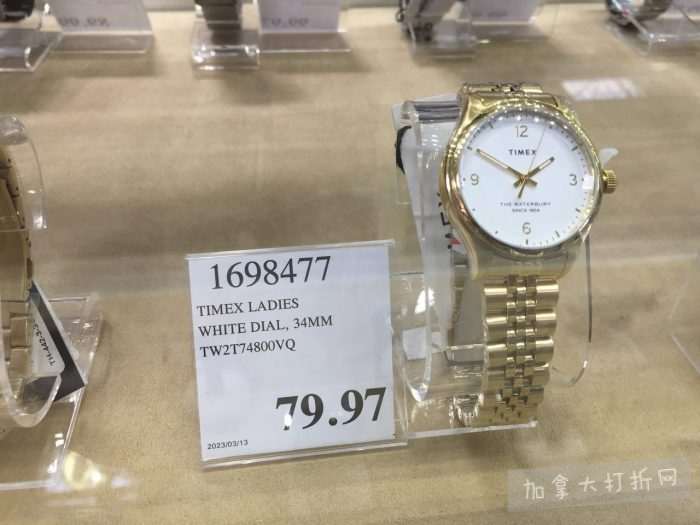 1698477
TIMEX LADIES
WHITE DIAL, 34MM
TW2T74800VQ
79.97
2023/03/13
12
TIMEX
9
3
THE WATERBURY
SINCE 1854
6
加拿大打折网